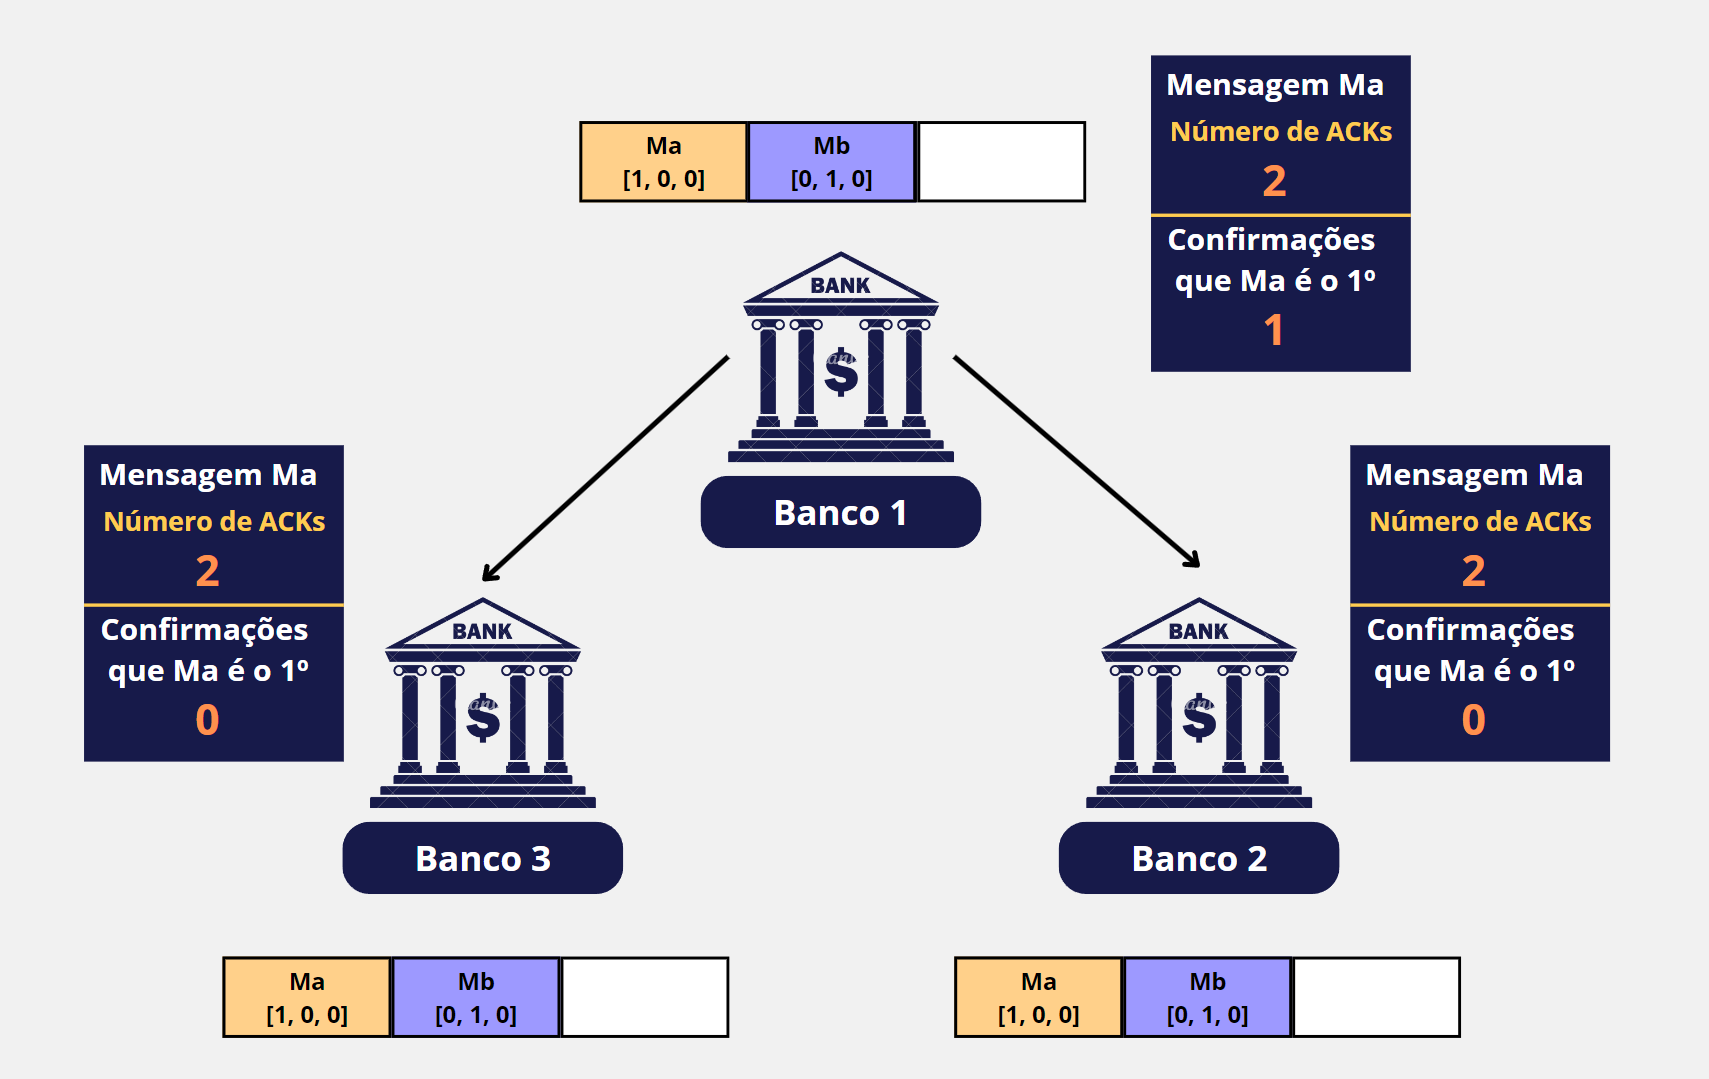 Mensagem Ma
Número de ACKs
2
Confirmações
que Ma é o 1º
1
Ma
[1, 0, 0]
Mb
[0, 1, 0]
BANK
$
Banco 1
Mensagem Ma
Número de ACKs
2
Confirmações
que Ma é o 1º
0
BANK
$
Banco 3
Mensagem Ma
Número de ACKs
2
Confirmações
que Ma é o 1º
0
BANK
$
Banco 2
Ma
[1, 0, 0]
Mb
[0, 1, 0]
Ma
[1, 0, 0]
Mb
[0, 1, 0]